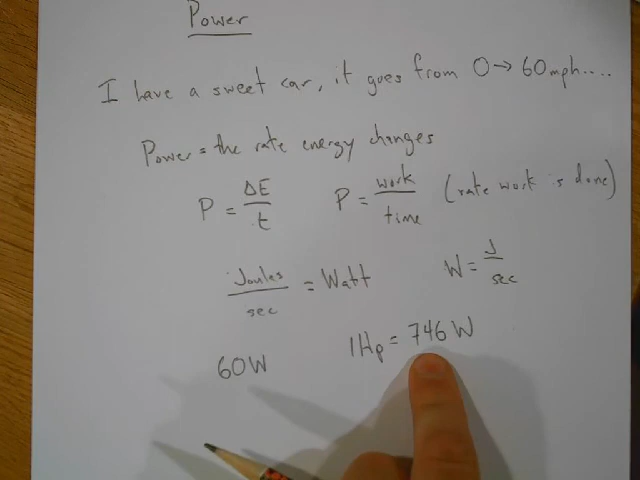 Power
I have a sweet car, it goes from 0→60mph....
Power = the rate energy changes
P = ΔE/t P = work/time (rate work is done)
Joules/sec = Watt W = J/sec
60W 1Hp = 746 W